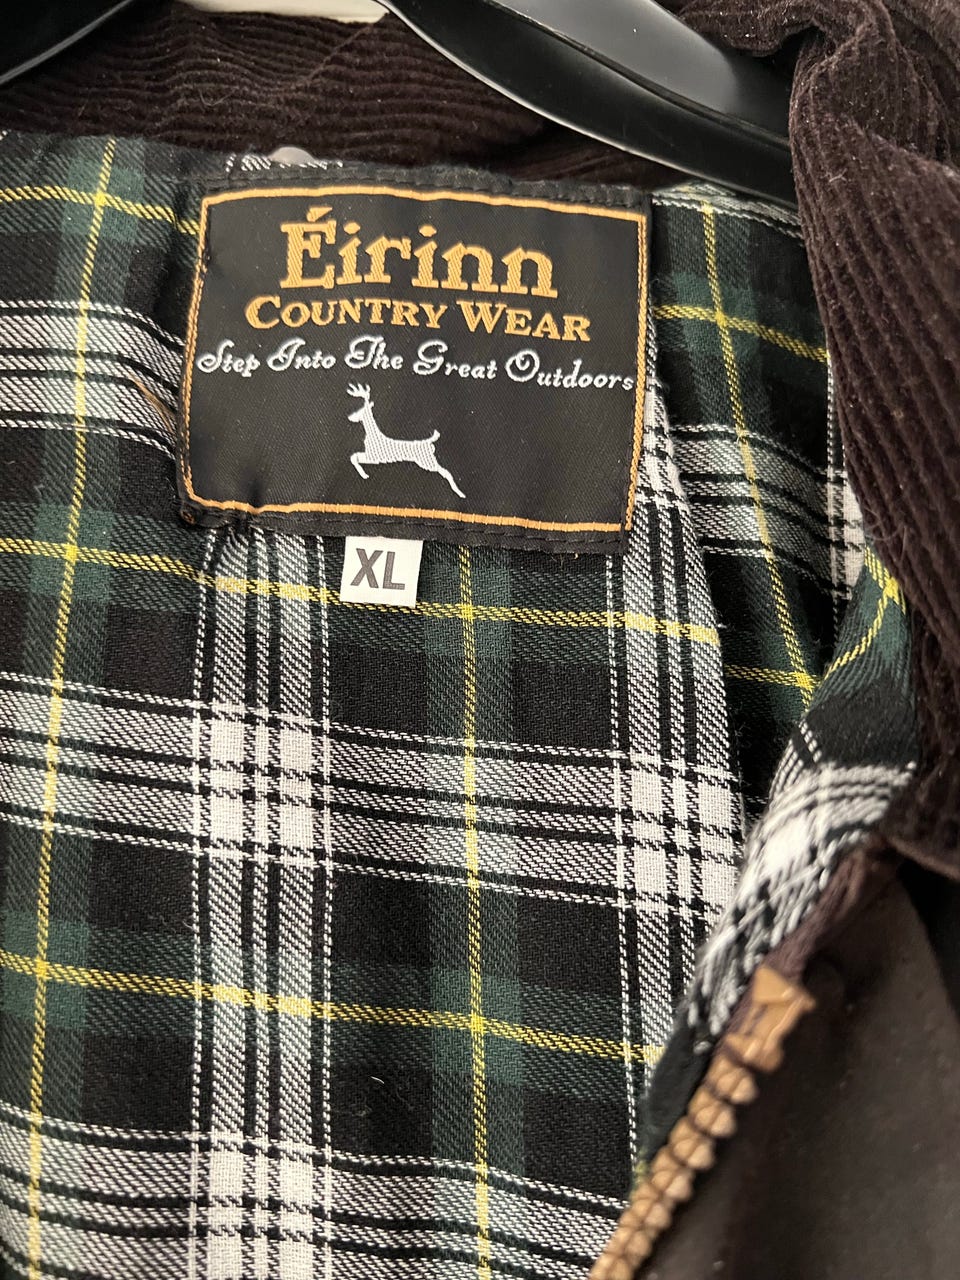 Éirinn
COUNTRY WEAR
Step Into The Great Outdoors
XL